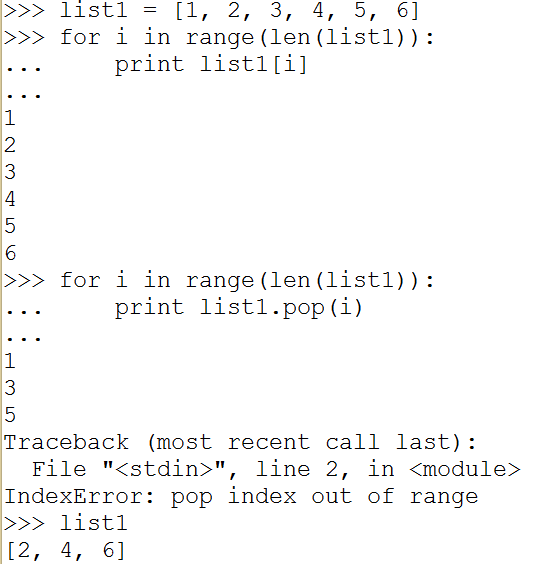 >>> list1 = [1, 2, 3, 4, 5, 6]
>>> for i in range(len(list1)):
...     print list1[i]
...
1
2
3
4
5
6
>>> for i in range(len(list1)):
...     print list1.pop(i)
...
1
3
5
Traceback (most recent call last):
  File "<stdin>", line 2, in <module>
IndexError: pop index out of range
>>> list1
[2, 4, 6]